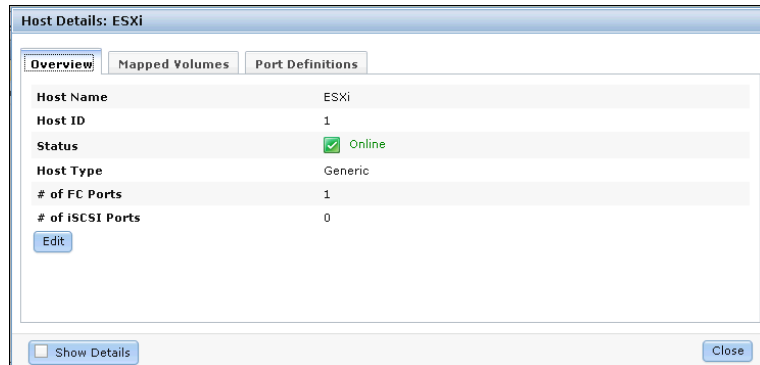 Host Details: ESXi
Overview Mapped Volumes Port Definitions
Host Name ESXi
Host ID 1
Status Online
Host Type Generic
# of FC Ports 1
# of iSCSI Ports 0
Edit
Show Details Close